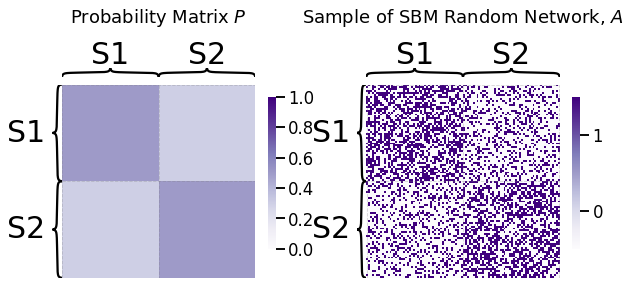 Probability Matrix P
S1 S2
S1
S2
1.0
0.8
0.6
0.4
0.2
0.0
Sample of SBM Random Network, A
S1 S2
S1
S2
1
0